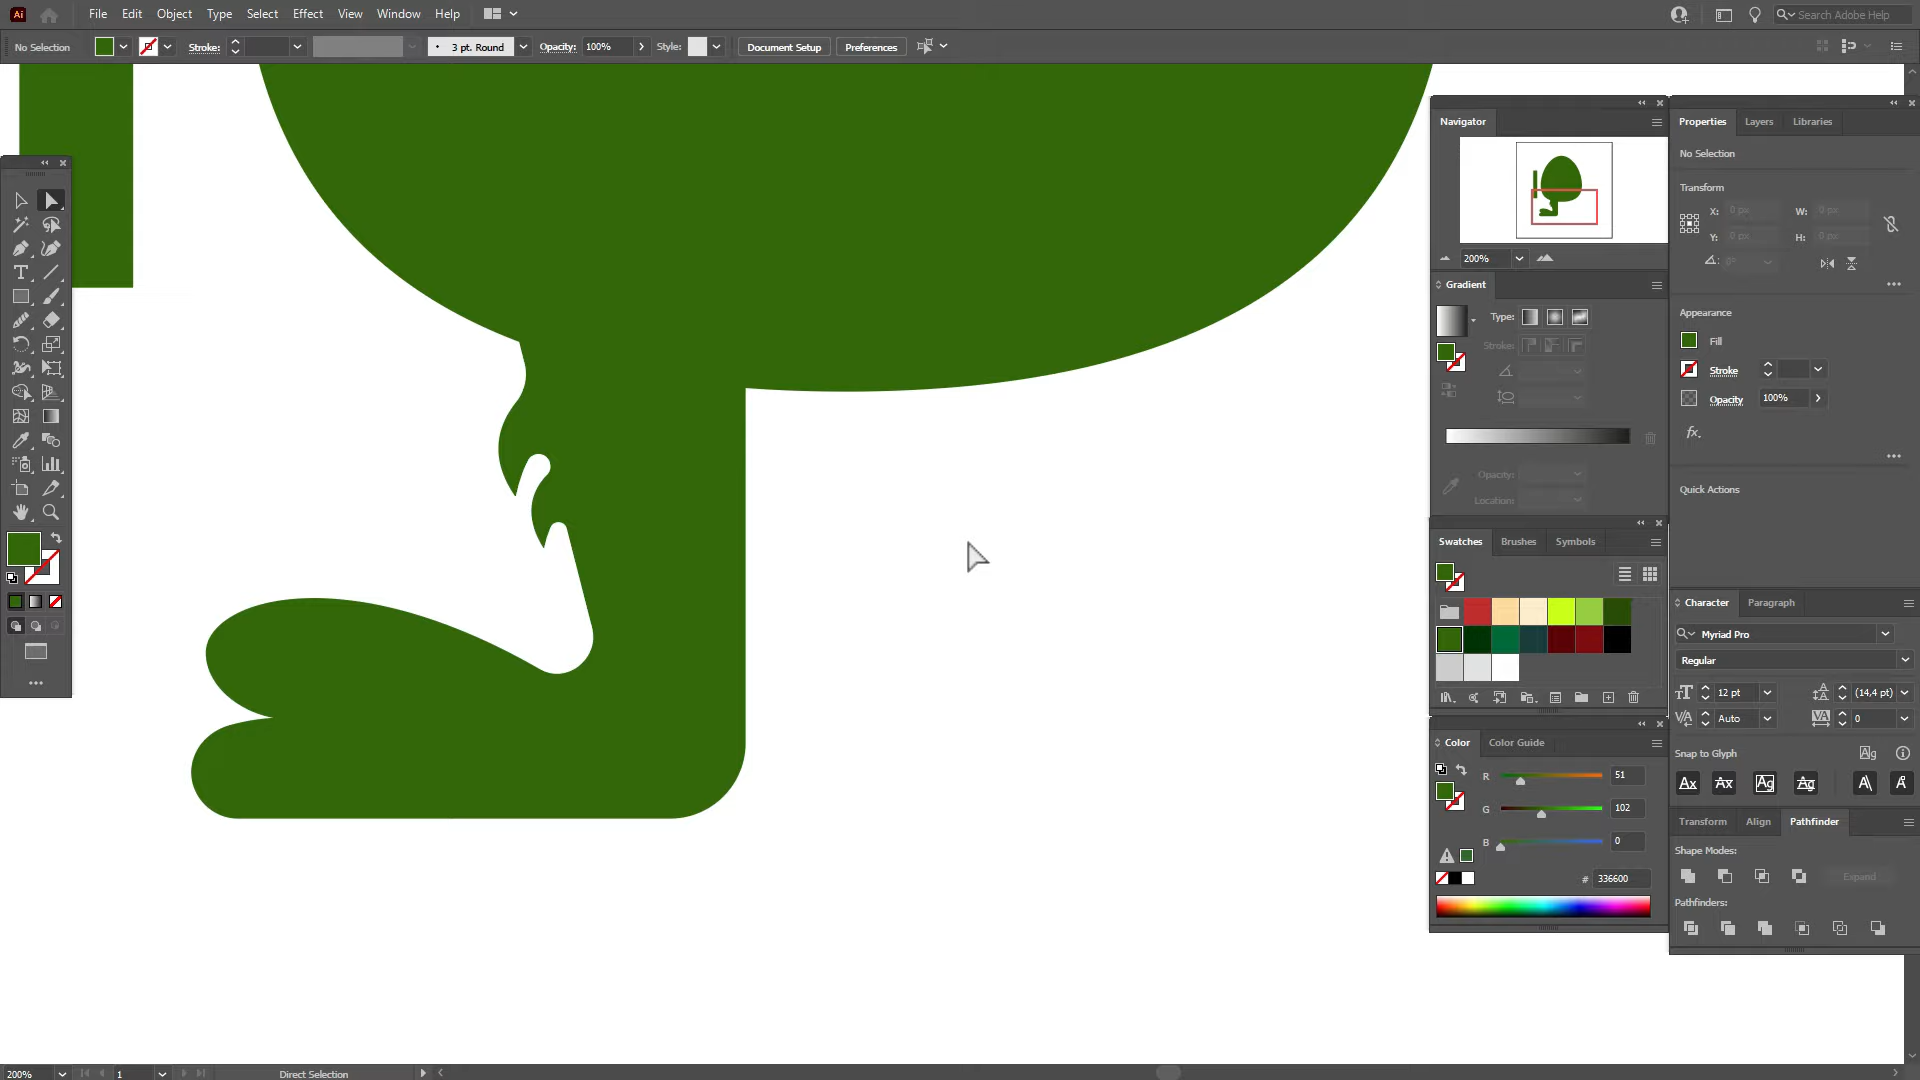 Ai File Edit Object Type Select Effect View Window Help Search Adobe Help
No Selection Stroke: 3 pt. Round Opacity: 100% Style: Document Setup Preferences
Navigator
200%
Gradient
Type:
Stroke:
Opacity:
Location:
Swatches Brushes Symbols
Color Color Guide
R 51
G 102
B 0
# 336600
Properties Layers Libraries
No Selection
Transform
X: 0 px W: 0 px
Y: 0 px H: 0 px
0°
Appearance
Fill
Stroke
Opacity 100%
fx.
Quick Actions
Character Paragraph
Myriad Pro
Regular
12 pt (14,4 pt)
Auto 0
Snap to Glyph
Transform Align Pathfinder
Shape Modes:
Expand
Pathfinders:
200% 1 Direct Selection